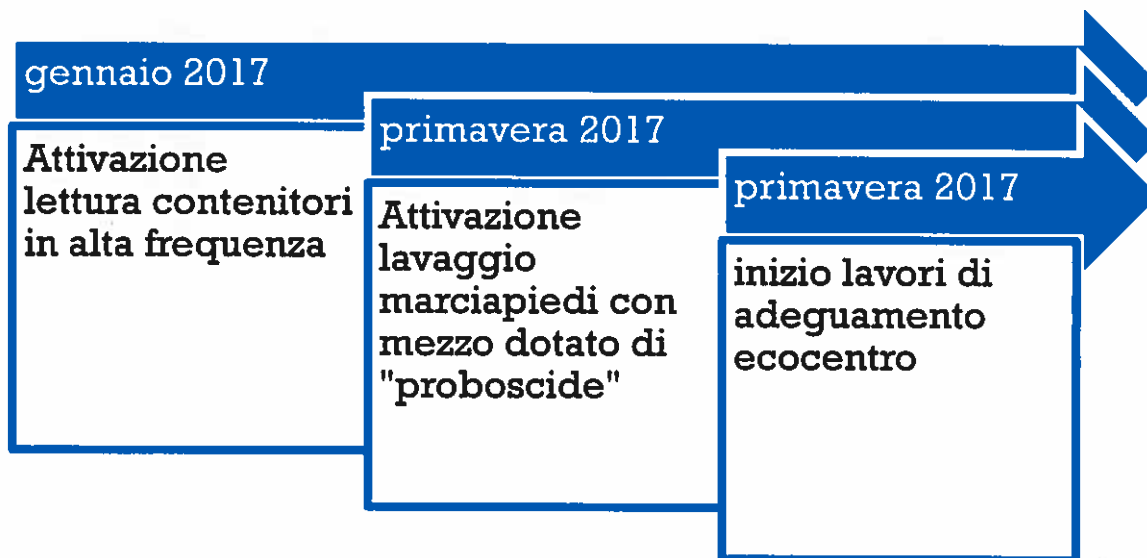 gennaio 2017
Attivazione
lettura contenitori
in alta frequenza
primavera 2017
Attivazione
lavaggio
marciapiedi con
mezzo dotato di
"proboscide"
primavera 2017
inizio lavori di
adeguamento
ecocentro